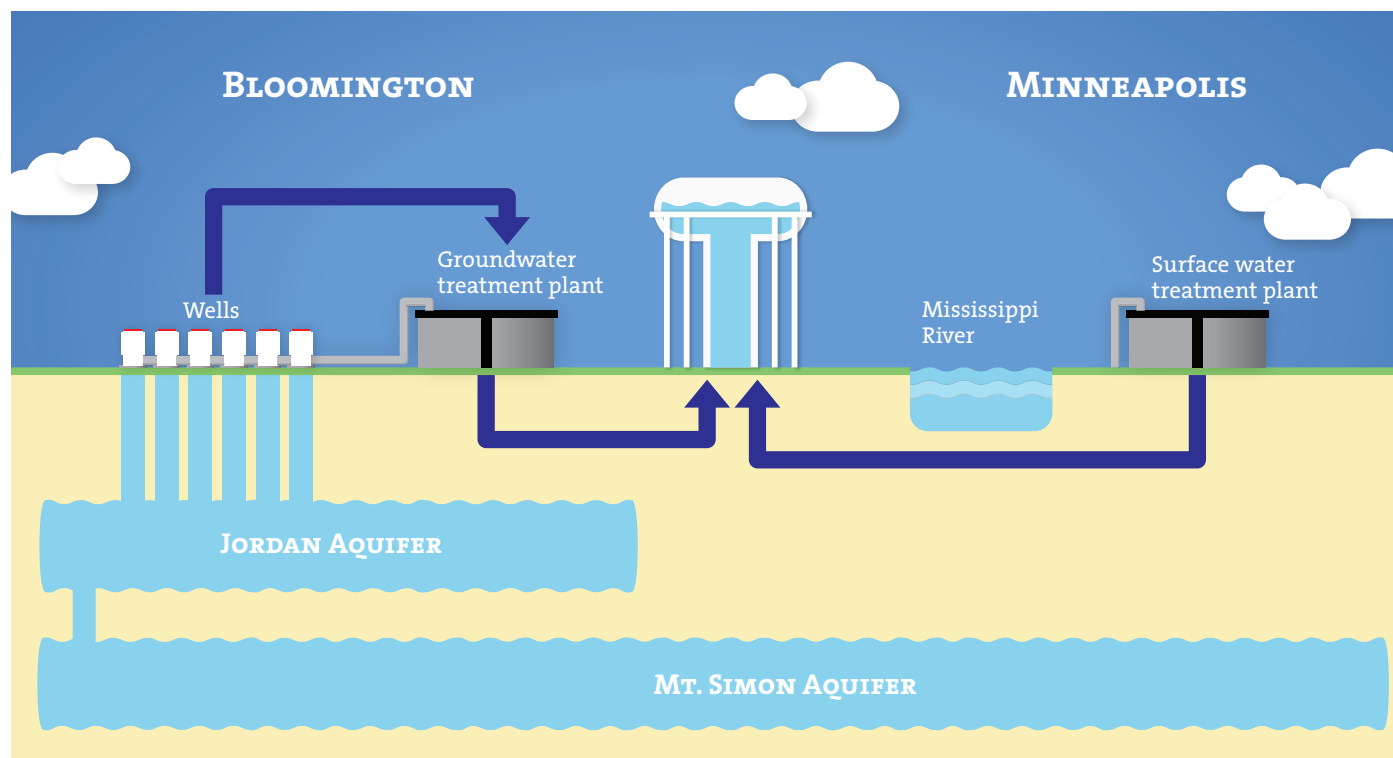 Bloomington
Minneapolis
Groundwater
treatment plant
Surface water
treatment plant
Wells
Mississippi
River
Jordan Aquifer
Mt. Simon Aquifer